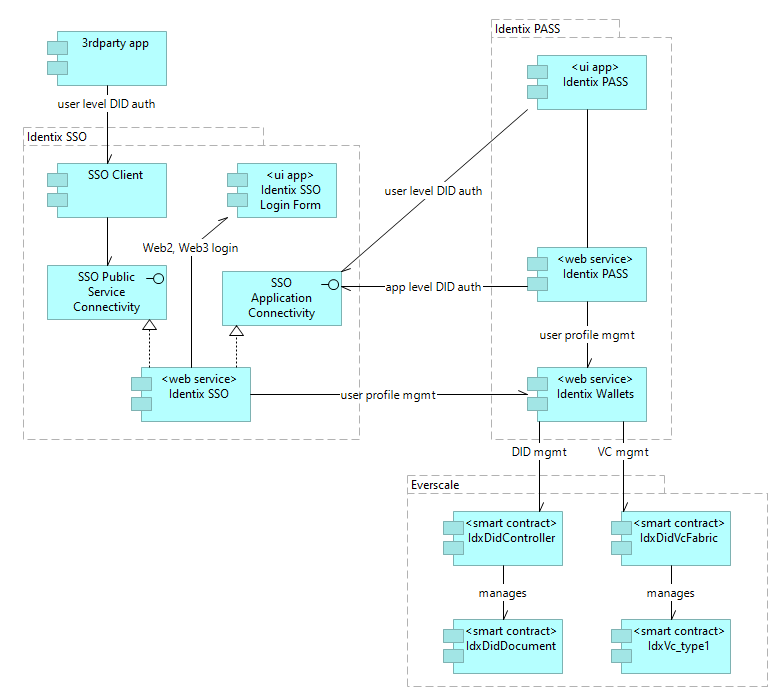 Identix PASS
3rdparty app
<ui app>
Identix PASS
user level DID auth
Identix SSO
SSO Client
<ui app>
Identix SSO
Login Form
user level DID auth
Web2, Web3 login
SSO Public
Service
Connectivity
SSO
Application
Connectivity
app level DID auth
<web service>
Identix PASS
user profile mgmt
<web service>
Identix SSO
user profile mgmt
<web service>
Identix Wallets
DID mgmt
VC mgmt
Everscale
<smart contract>
IdxDidController
<smart contract>
IdxDidVcFabric
manages
manages
<smart contract>
IdxDidDocument
<smart contract>
IdxVc_type1